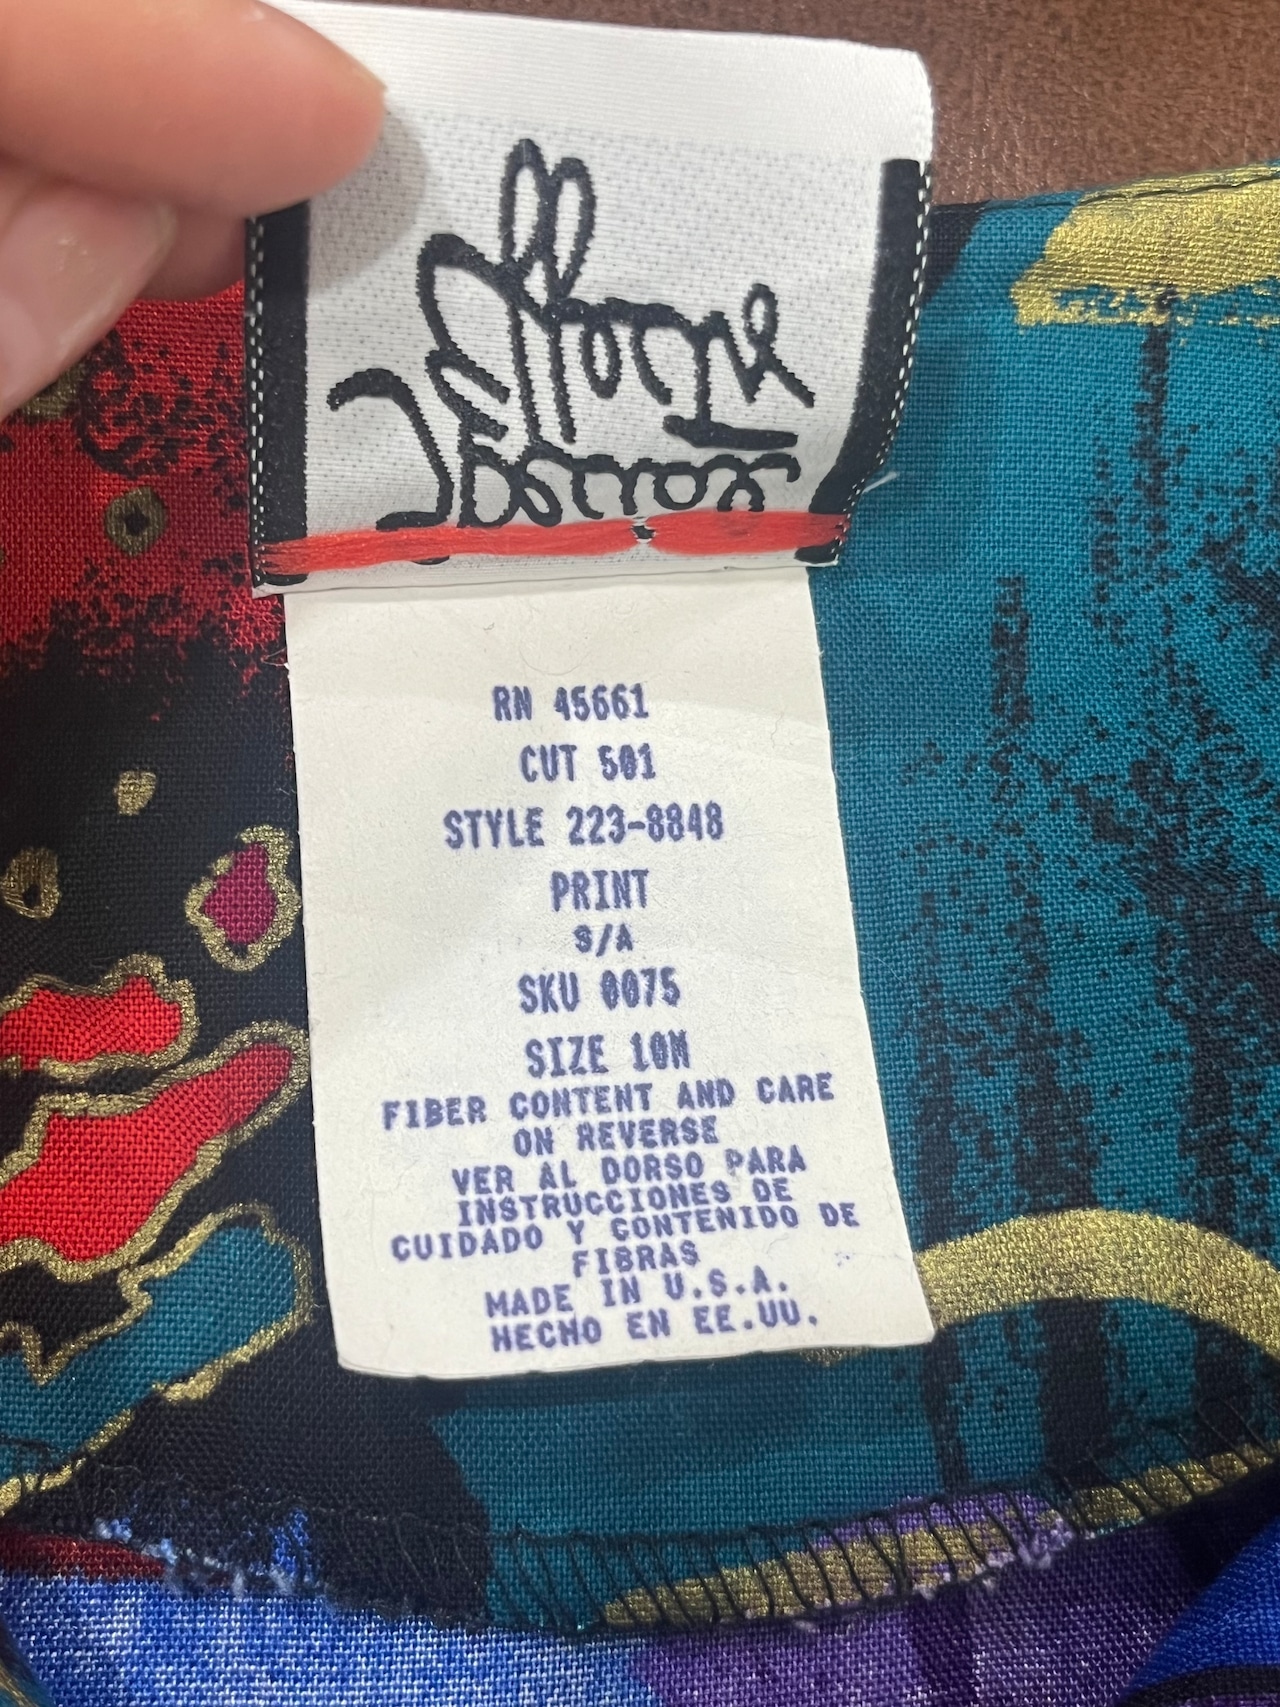 RN 45661
CUT 501
STYLE 223-8848
PRINT
S/A
SKU 0075
SIZE 10M
FIBER CONTENT AND CARE
ON REVERSE
VER AL DORSO PARA
INSTRUCCIONES DE
CUIDADO Y CONTENIDO DE
FIBRAS
MADE IN U.S.A.
HECHO EN EE.UU.